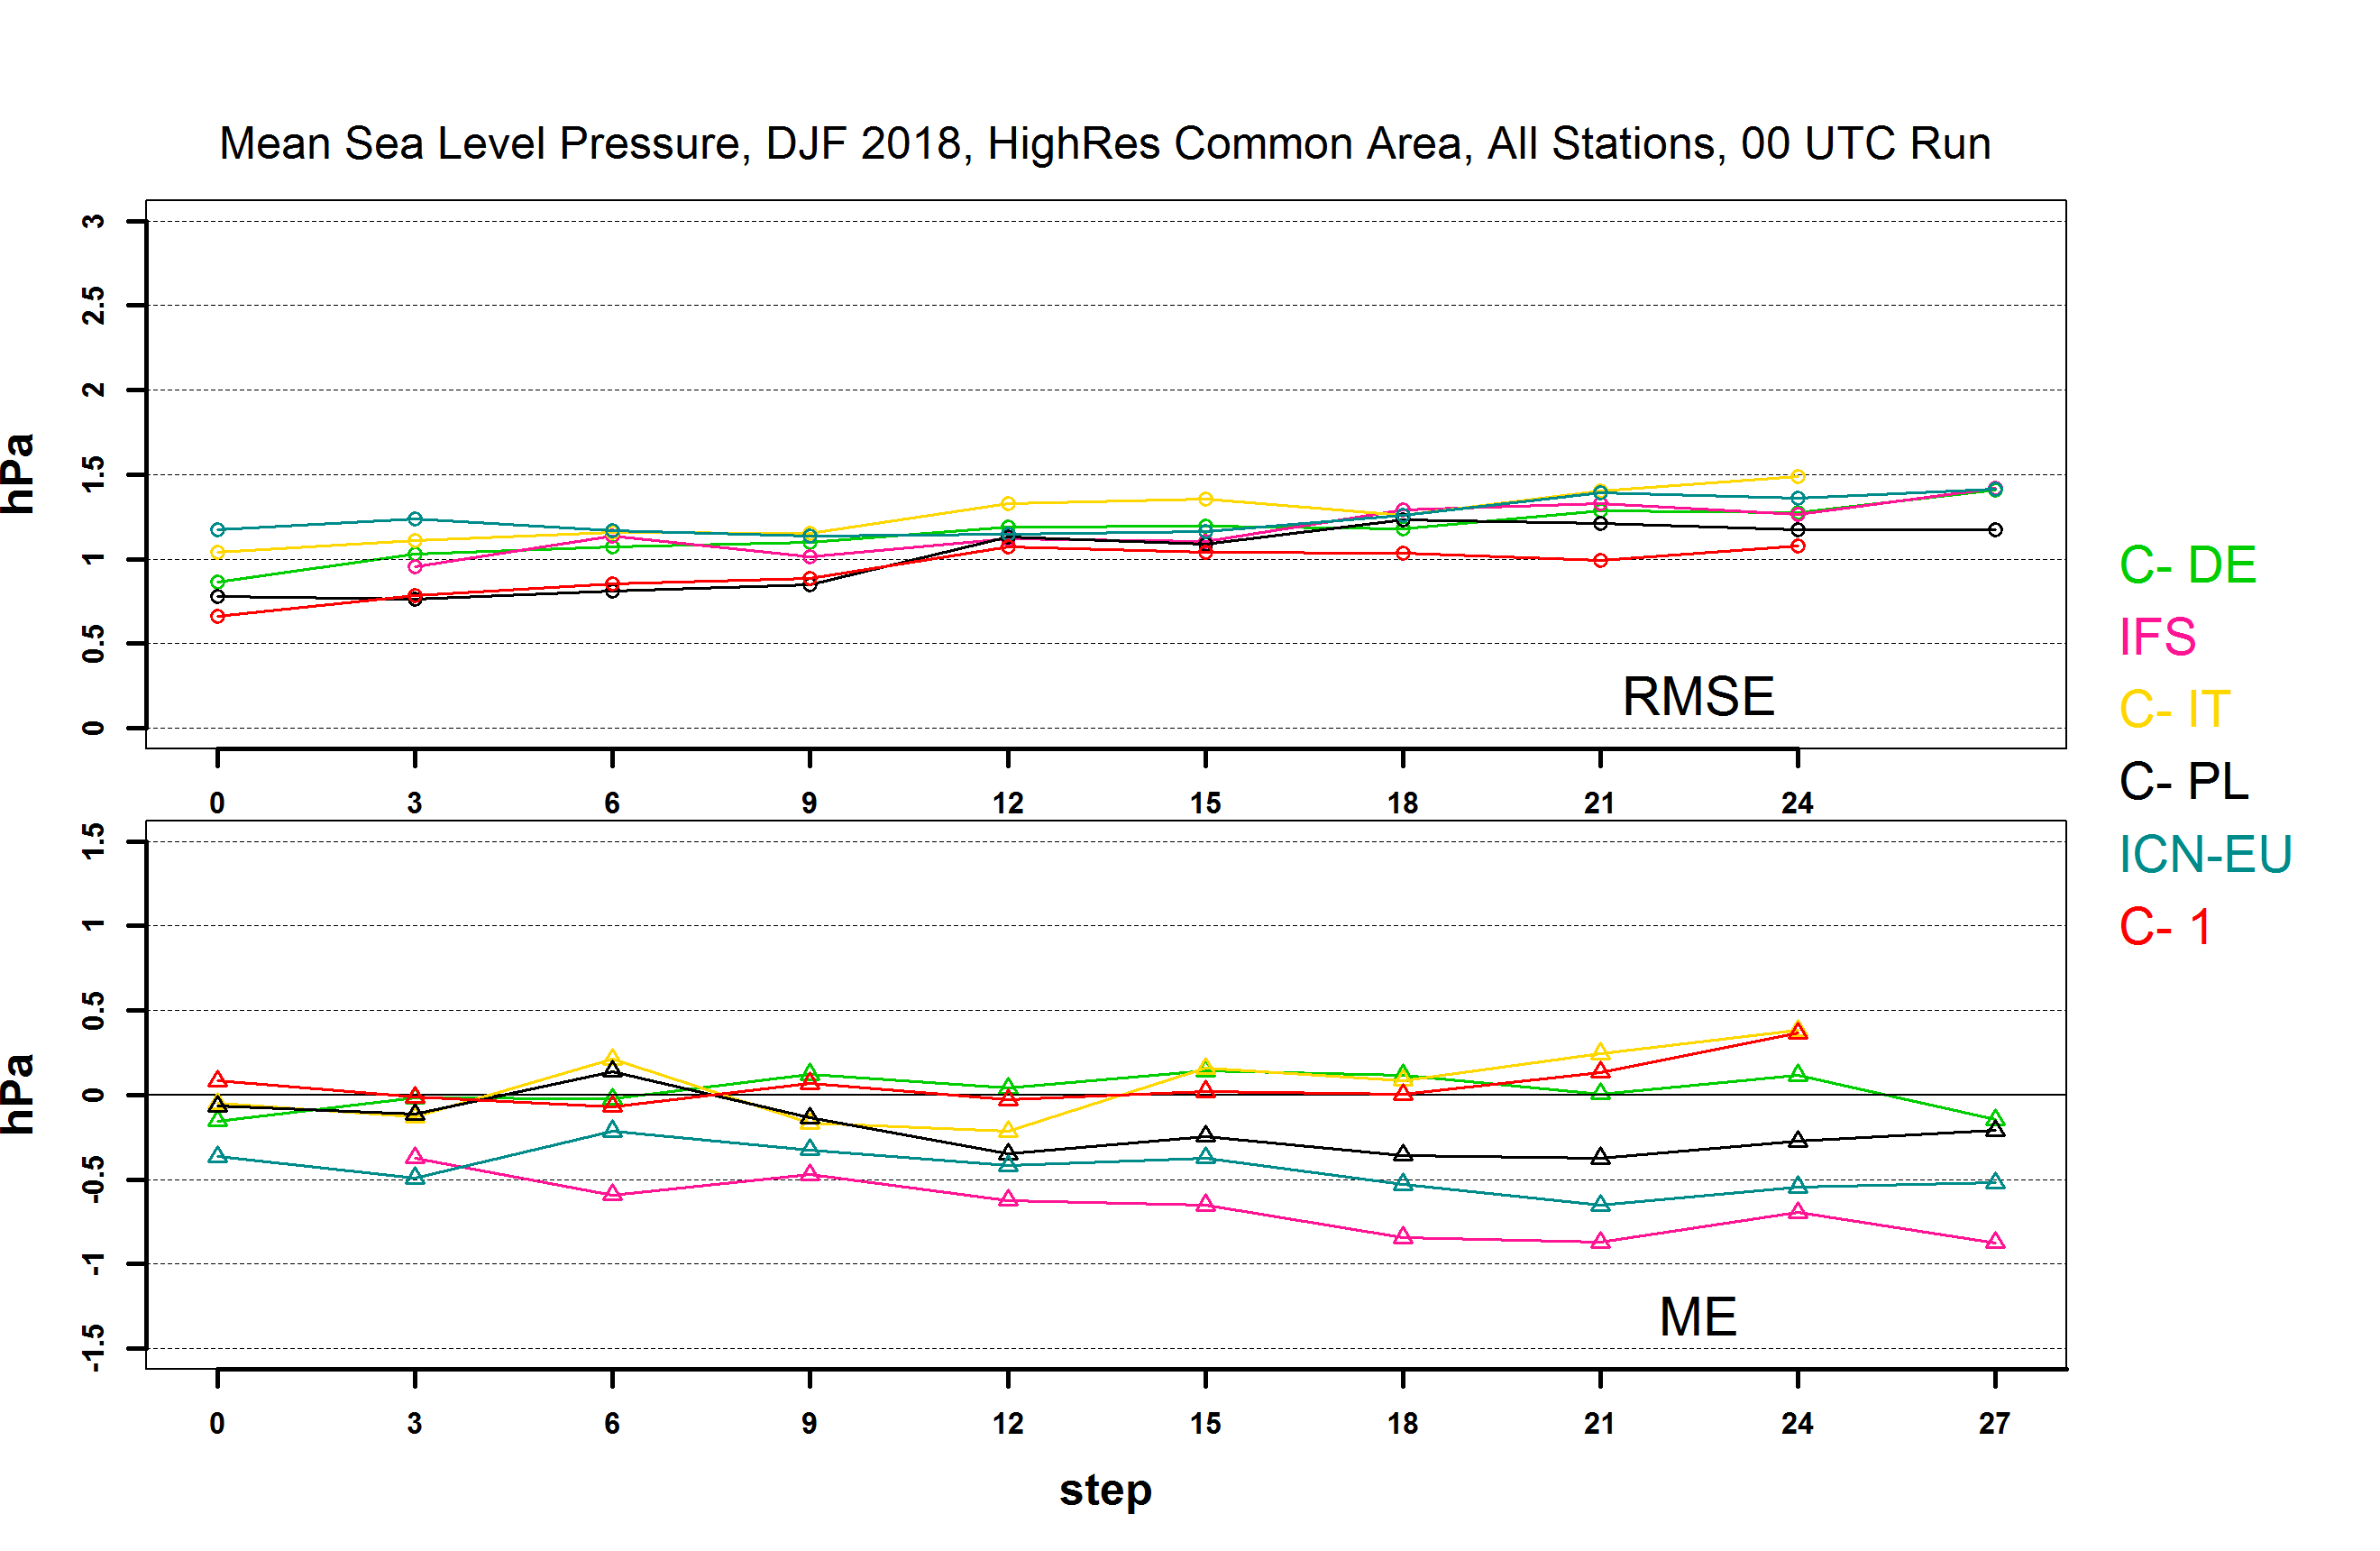 Mean Sea Level Pressure, DJF 2018, HighRes Common Area, All Stations, 00 UTC Run
hPa
3
2.5
2
1.5
1
0.5
0
RMSE
0 3 6 9 12 15 18 21 24
hPa
1.5
1
0.5
0
-0.5
-1
-1.5
ME
0 3 6 9 12 15 18 21 24 27
step
C- DE
IFS
C- IT
C- PL
ICN-EU
C- 1